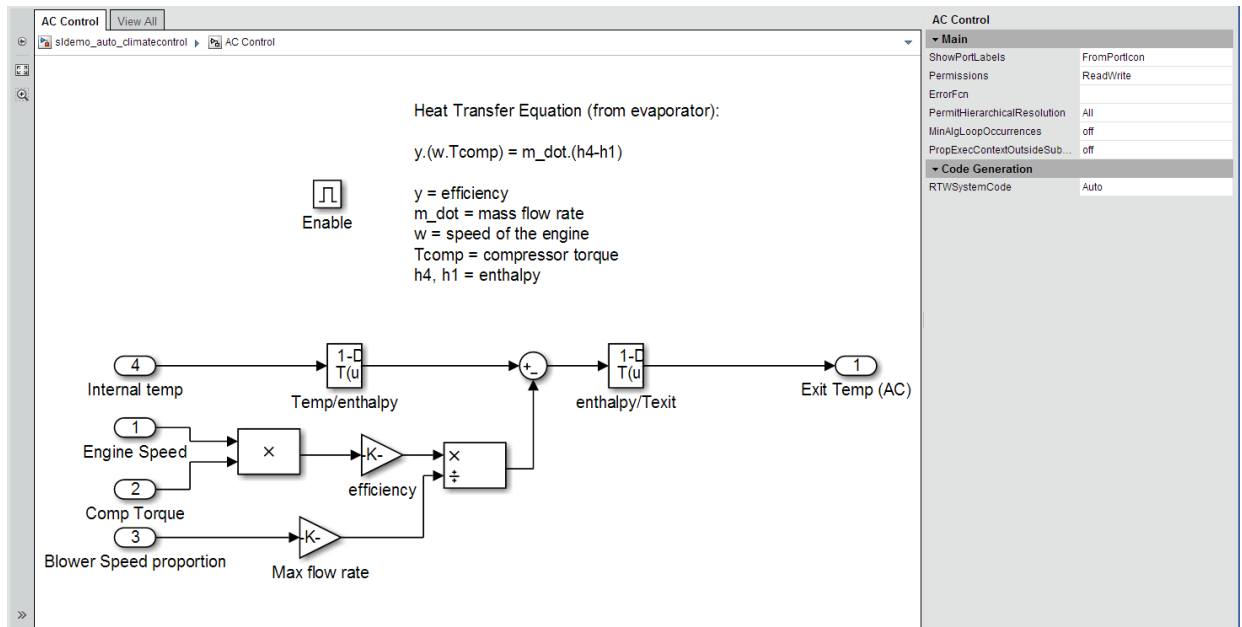 AC Control
View All
sldemo_auto_climatecontrol
AC Control
Heat Transfer Equation (from evaporator):
y.(w.Tcomp) = m_dot.(h4-h1)
y = efficiency
m_dot = mass flow rate
w = speed of the engine
Tcomp = compressor torque
h4, h1 = enthalpy
Enable
4
Internal temp
1-D
T(u
Temp/enthalpy
+
-
1-D
T(u
enthalpy/Texit
1
Exit Temp (AC)
1
Engine Speed
2
Comp Torque
×
-K-
efficiency
×
÷
3
Blower Speed proportion
-K-
Max flow rate
»
AC Control
Main
ShowPortLabels FromPortIcon
Permissions ReadWrite
ErrorFcn
PermitHierarchicalResolution All
MinAlgLoopOccurrences off
PropExecContextOutsideSub... off
Code Generation
RTWSystemCode Auto